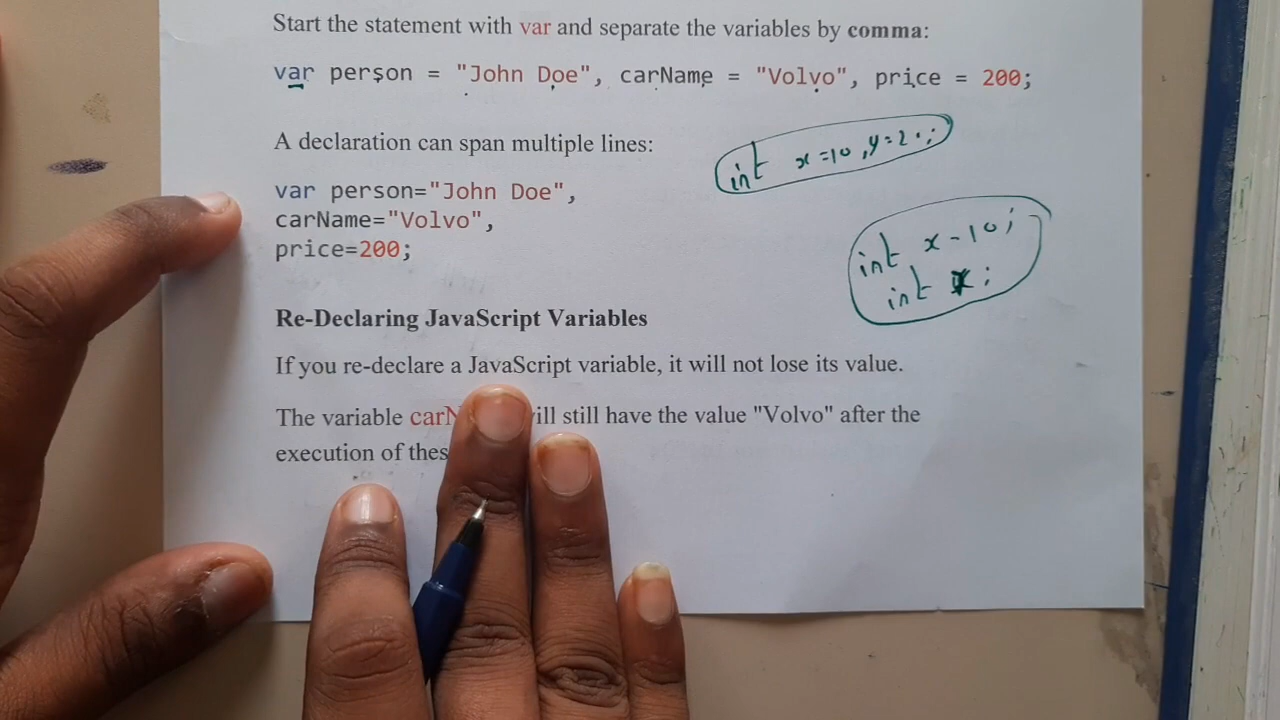 Start the statement with var and separate the variables by comma:
var person = "John Doe", carName = "Volvo", price = 200;
A declaration can span multiple lines:
int x=10,y=20;
var person="John Doe",
carName="Volvo",
price=200;
int x=10;
int x;
Re-Declaring JavaScript Variables
If you re-declare a JavaScript variable, it will not lose its value.
The variable carN ill still have the value "Volvo" after the
execution of thes